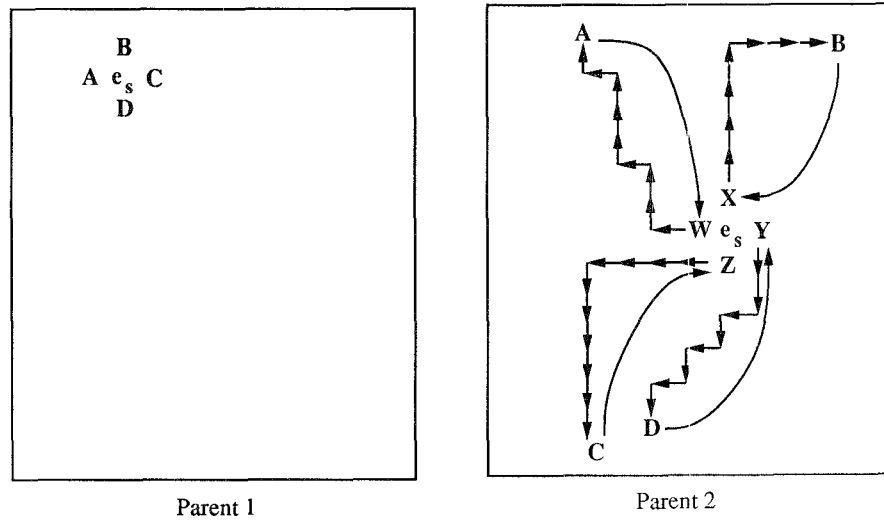 B
A e_s C
D
Parent 1
A B
X
W e_s Y
Z
C D
Parent 2